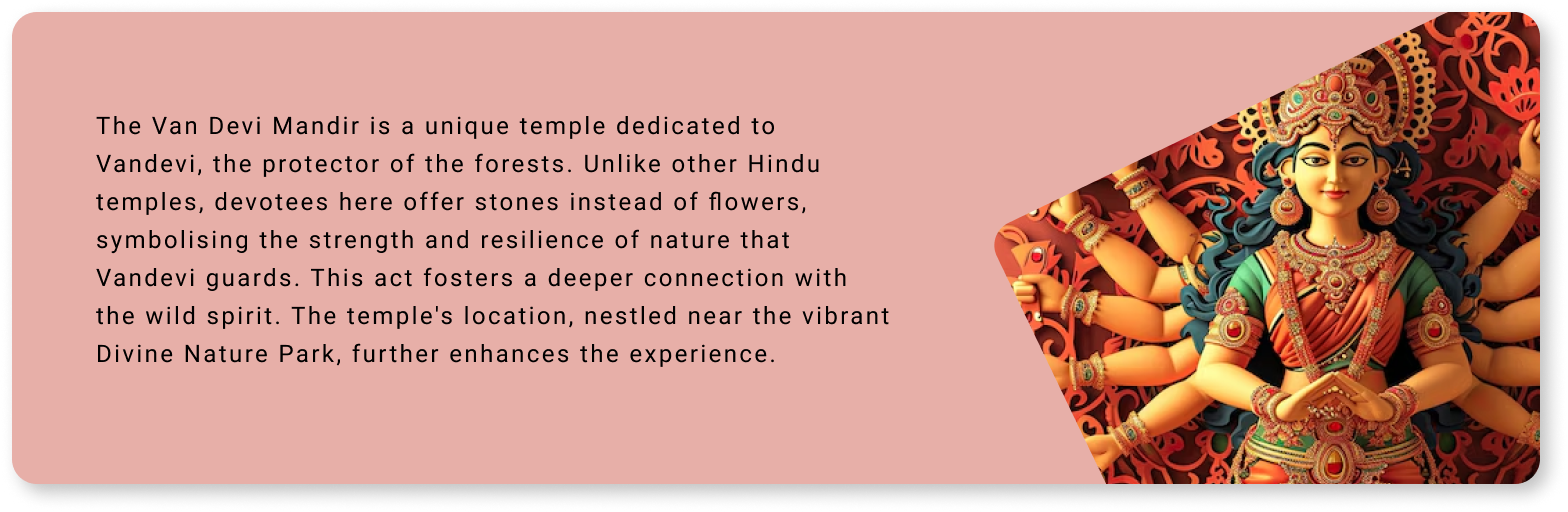 The Van Devi Mandir is a unique temple dedicated to
Vandevi, the protector of the forests. Unlike other Hindu
temples, devotees here offer stones instead of flowers,
symbolising the strength and resilience of nature that
Vandevi guards. This act fosters a deeper connection with
the wild spirit. The temple's location, nestled near the vibrant
Divine Nature Park, further enhances the experience.